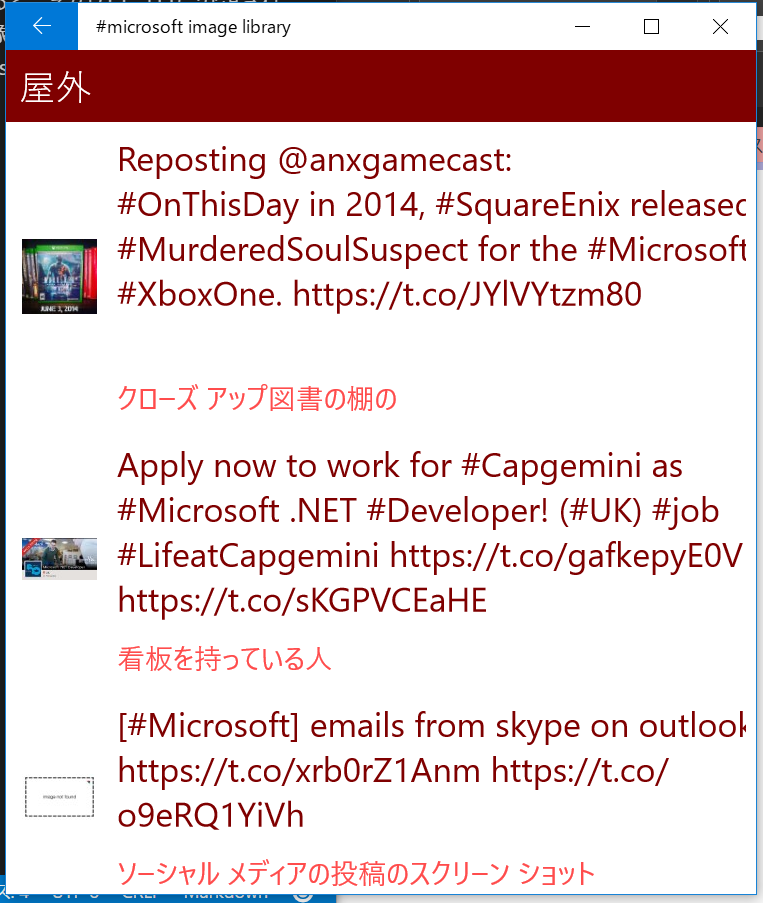 #microsoft image library
屋外
Reposting @anxgamecast:
#OnThisDay in 2014, #SquareEnix released
#MurderedSoulSuspect for the #Microsoft
#XboxOne. https://t.co/JYlVYtzm80
JUNE 3, 2014
クローズ アップ図書の棚の
Apply now to work for #Capgemini as
#Microsoft .NET #Developer! (#UK) #job
#LifeatCapgemini https://t.co/gafkepyE0V
https://t.co/sKGPVCEaHE
看板を持っている人
[#Microsoft] emails from skype on outlook
https://t.co/xrb0rZ1Anm https://t.co/
o9eRQ1YiVh
image not found
ソーシャル メディアの投稿のスクリーン ショット